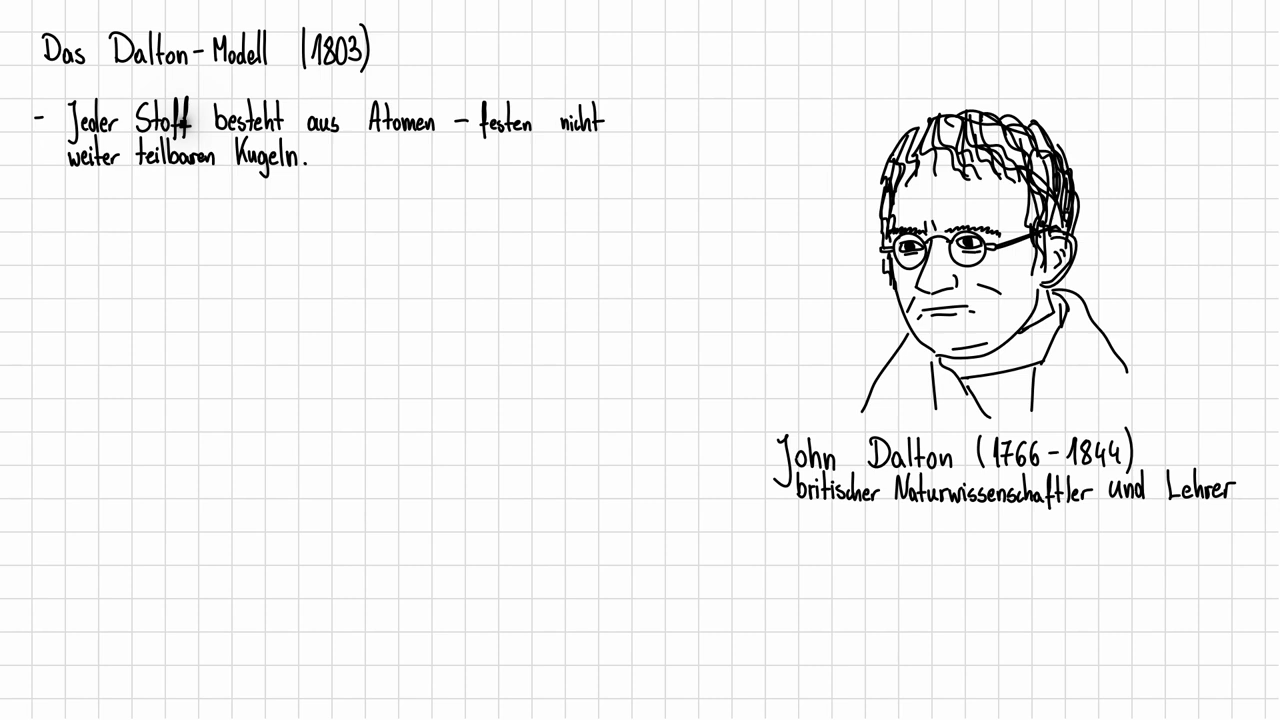 Das Dalton-Modell (1803)
- Jeder Stoff besteht aus Atomen - festen nicht
weiter teilbaren Kugeln.
John Dalton (1766-1844)
britischer Naturwissenschaftler und Lehrer